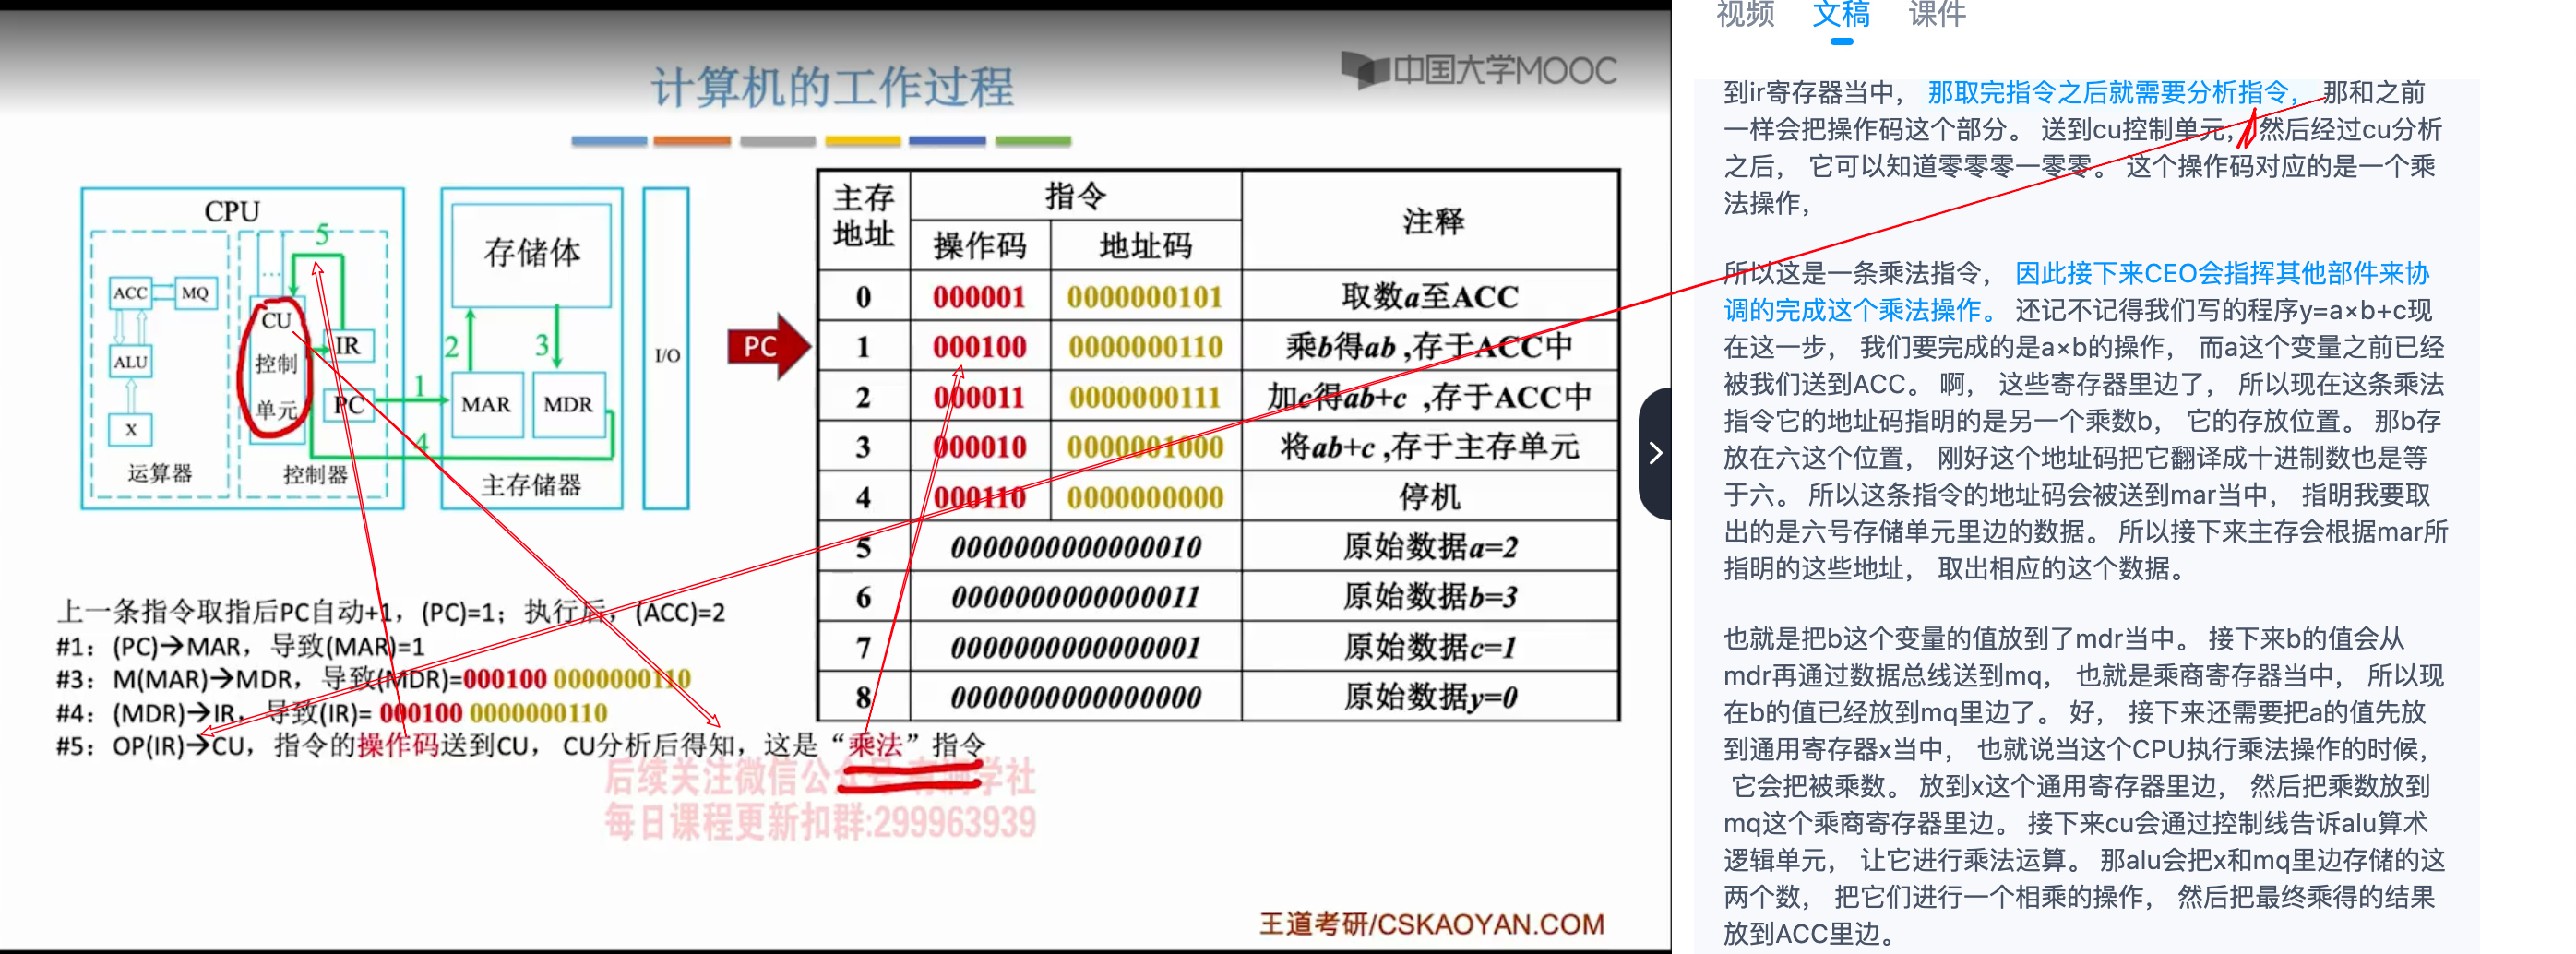 计算机的工作过程
中国大学MOOC
CPU
5
ACC
MQ
CU
控制
单元
IR
ALU
PC
X
运算器
控制器
存储体
2
3
1
MAR
MDR
4
主存储器
I/O
PC
主存地址 指令 注释
操作码 地址码
0 000001 0000000101 取数a至ACC
1 000100 0000000110 乘b得ab ,存于ACC中
2 000011 0000000111 加c得ab+c ,存于ACC中
3 000010 0000001000 将ab+c ,存于主存单元
4 000110 0000000000 停机
5 0000000000000010 原始数据a=2
6 0000000000000011 原始数据b=3
7 0000000000000001 原始数据c=1
8 0000000000000000 原始数据y=0
上一条指令取指后PC自动+1，(PC)=1；执行后，(ACC)=2
#1：(PC)→MAR，导致(MAR)=1
#3：M(MAR)→MDR，导致(MDR)=000100 0000000110
#4：(MDR)→IR，导致(IR)= 000100 0000000110
#5：OP(IR)→CU，指令的操作码送到CU，CU分析后得知，这是“乘法”指令
后续关注微信公众号 学社
每日课程更新扣群:299963939
王道考研/CSKAOYAN.COM
视频 文稿 课件
到ir寄存器当中， 那取完指令之后就需要分析指令， 那和之前
一样会把操作码这个部分。 送到cu控制单元， 然后经过cu分析
之后， 它可以知道零零零一零零。 这个操作码对应的是一个乘
法操作，
所以这是一条乘法指令， 因此接下来CEO会指挥其他部件来协
调的完成这个乘法操作。 还记不记得我们写的程序y=a×b+c现
在这一步， 我们要完成的是a×b的操作， 而a这个变量之前已经
被我们送到ACC。 啊， 这些寄存器里边了， 所以现在这条乘法
指令它的地址码指明的是另一个乘数b， 它的存放位置。 那b存
放在六这个位置， 刚好这个地址码把它翻译成十进制数也是等
于六。 所以这条指令的地址码会被送到mar当中， 指明我要取
出的是六号存储单元里边的数据。 所以接下来主存会根据mar所
指明的这些地址， 取出相应的这个数据。
也就是把b这个变量的值放到了mdr当中。 接下来b的值会从
mdr再通过数据总线送到mq， 也就是乘商寄存器当中， 所以现
在b的值已经放到mq里边了。 好， 接下来还需要把a的值先放
到通用寄存器x当中， 也就说当这个CPU执行乘法操作的时候，
它会把被乘数。 放到x这个通用寄存器里边， 然后把乘数放到
mq这个乘商寄存器里边。 接下来cu会通过控制线告诉alu算术
逻辑单元， 让它进行乘法运算。 那alu会把x和mq里边存储的这
两个数， 把它们进行一个相乘的操作， 然后把最终乘得的结果
放到ACC里边。